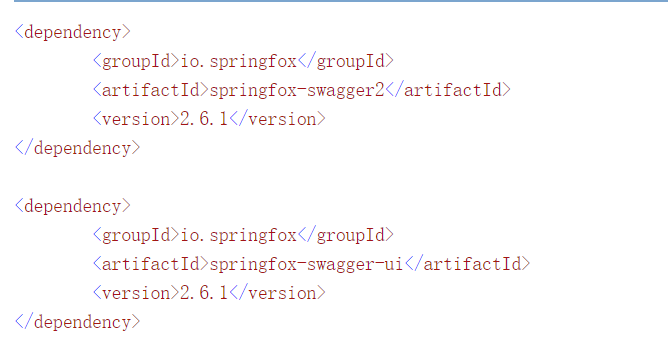 <dependency>
        <groupId>io.springfox</groupId>
        <artifactId>springfox-swagger2</artifactId>
        <version>2.6.1</version>
</dependency>

<dependency>
        <groupId>io.springfox</groupId>
        <artifactId>springfox-swagger-ui</artifactId>
        <version>2.6.1</version>
</dependency>